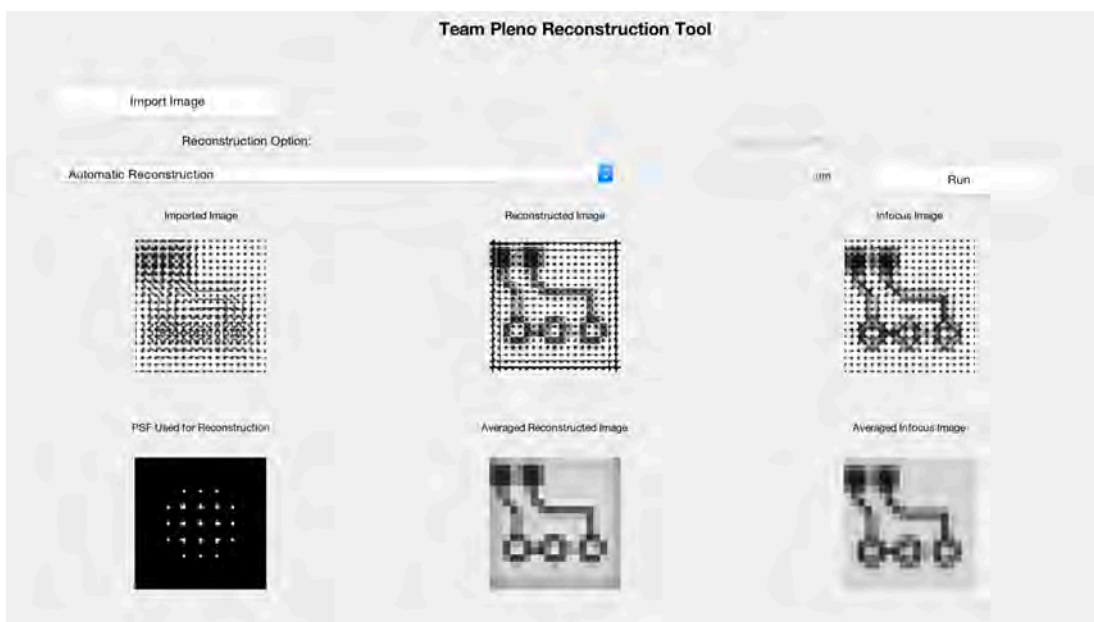 Team Pleno Reconstruction Tool
Import Image
Reconstruction Option:
Automatic Reconstruction
um
Run
Imported Image
Reconstructed Image
Infocus Image
PSF Used for Reconstruction
Averaged Reconstructed Image
Averaged Infocus Image